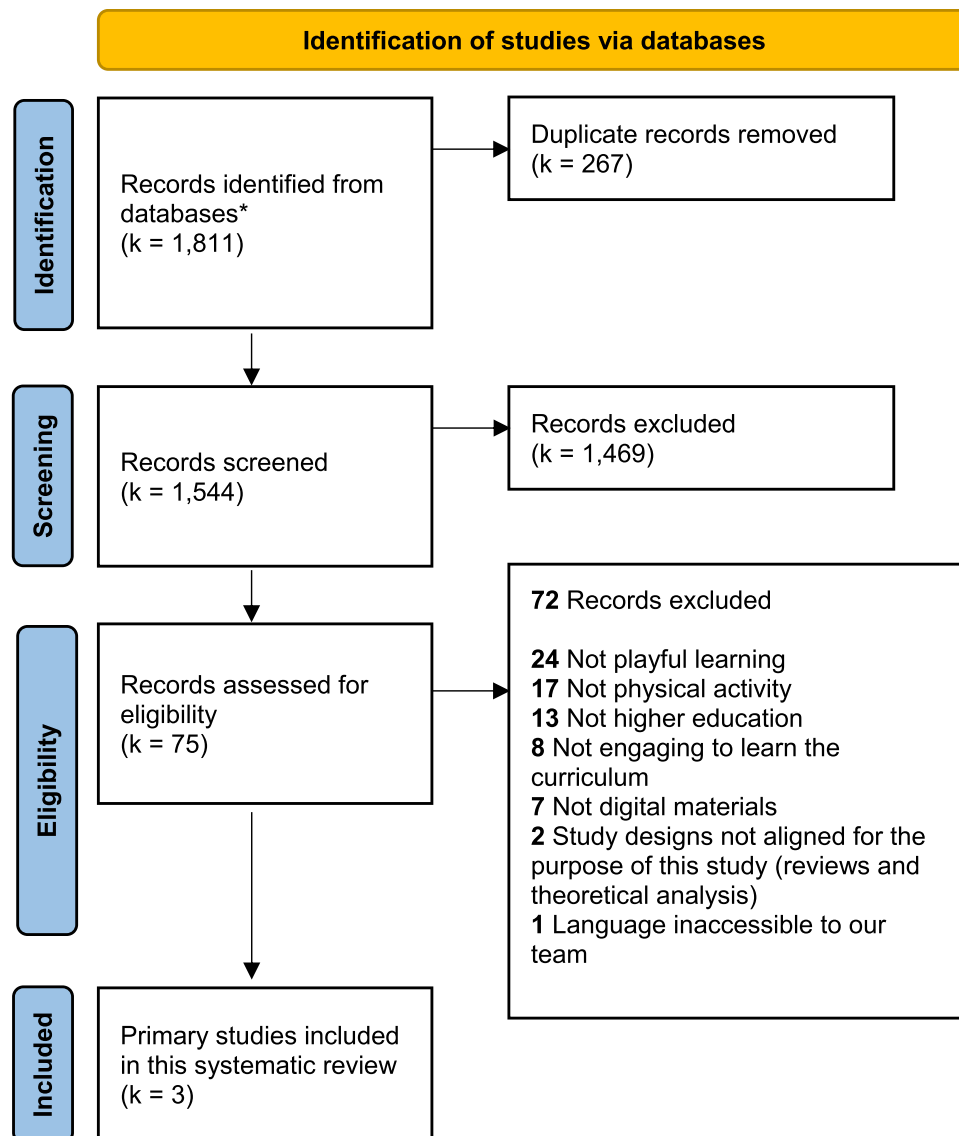 Identification of studies via databases
Identification
Records identified from
databases*
(k = 1,811)
Duplicate records removed
(k = 267)
Screening
Records screened
(k = 1,544)
Records excluded
(k = 1,469)
Eligibility
Records assessed for
eligibility
(k = 75)
72 Records excluded
24 Not playful learning
17 Not physical activity
13 Not higher education
8 Not engaging to learn the
curriculum
7 Not digital materials
2 Study designs not aligned for the
purpose of this study (reviews and
theoretical analysis)
1 Language inaccessible to our
team
Included
Primary studies included
in this systematic review
(k = 3)